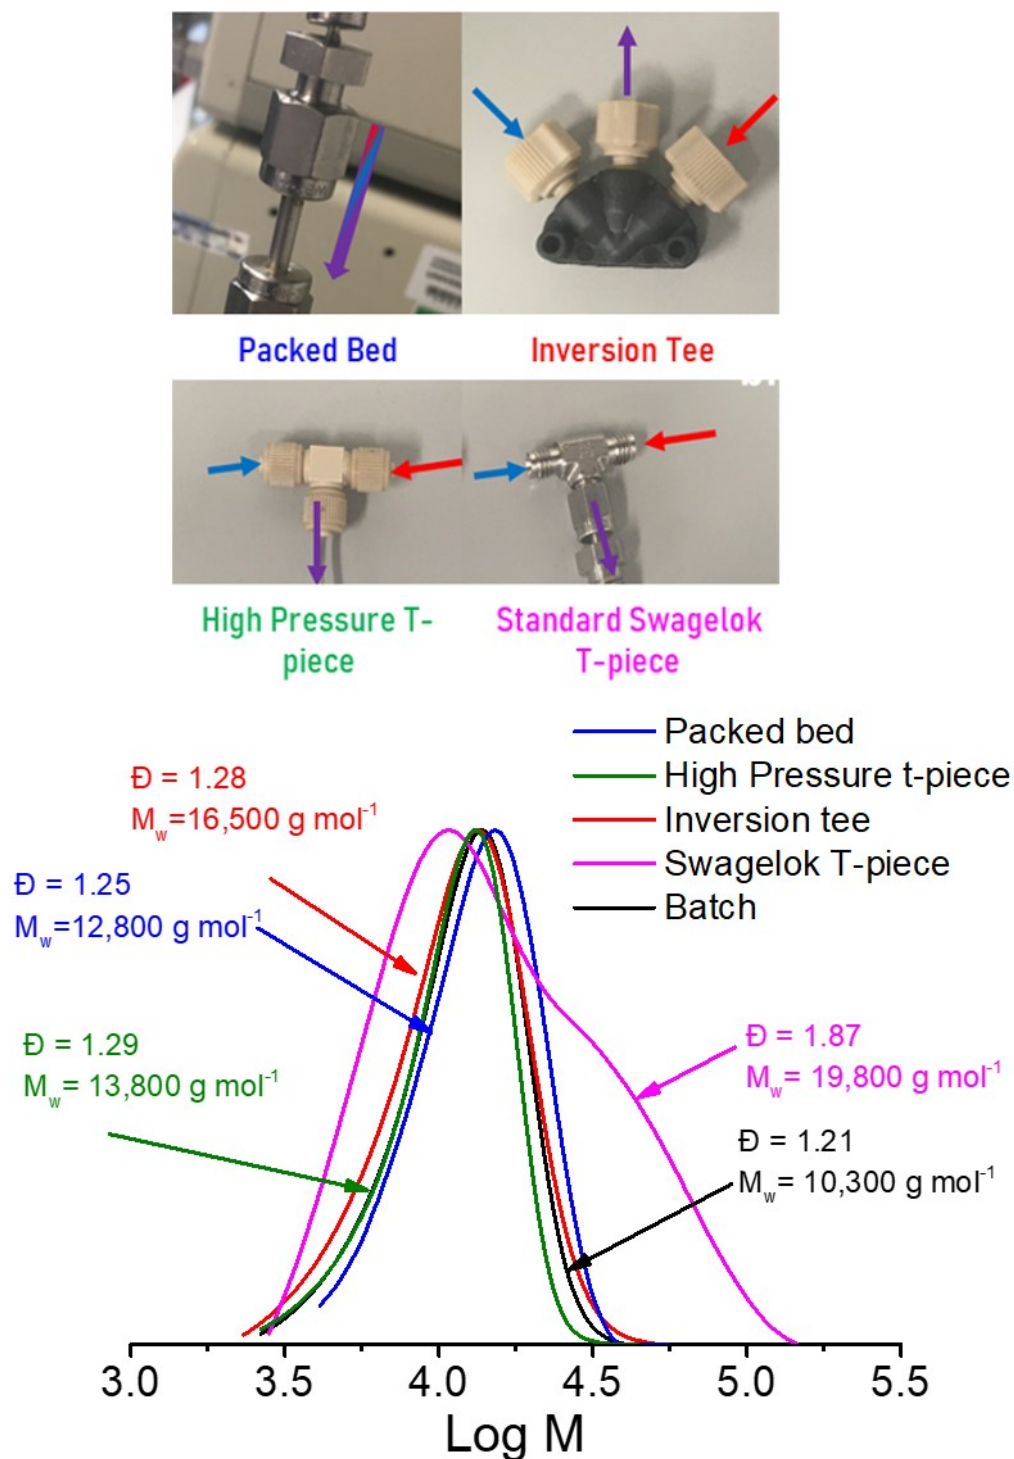 Packed Bed
Inversion Tee
High Pressure T-
piece
Standard Swagelok
T-piece
Packed bed
High Pressure t-piece
Inversion tee
Swagelok T-piece
Batch
Đ = 1.28
Mw=16,500 g mol-1
Đ = 1.25
Mw=12,800 g mol-1
Đ = 1.29
Mw= 13,800 g mol-1
Đ = 1.87
Mw= 19,800 g mol-1
Đ = 1.21
Mw= 10,300 g mol-1
3.0 3.5 4.0 4.5 5.0 5.5
Log M